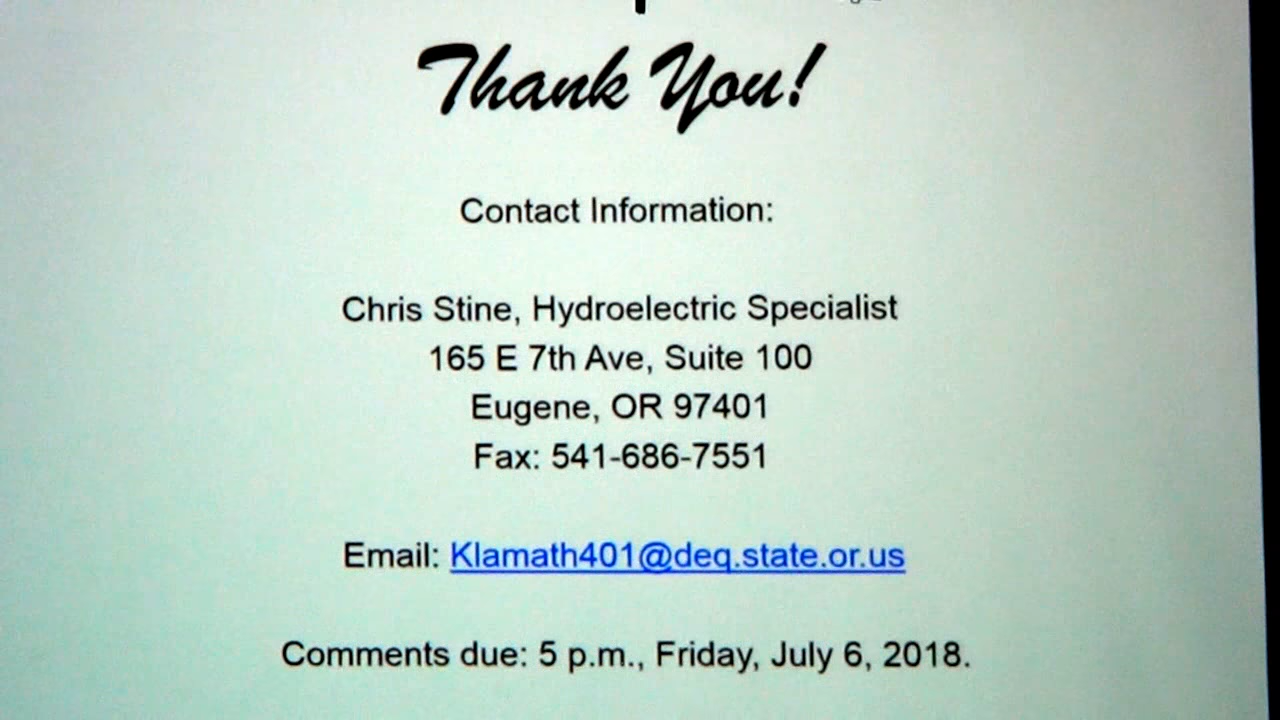 Thank You!
Contact Information:
Chris Stine, Hydroelectric Specialist
165 E 7th Ave, Suite 100
Eugene, OR 97401
Fax: 541-686-7551
Email: Klamath401@deq.state.or.us
Comments due: 5 p.m., Friday, July 6, 2018.